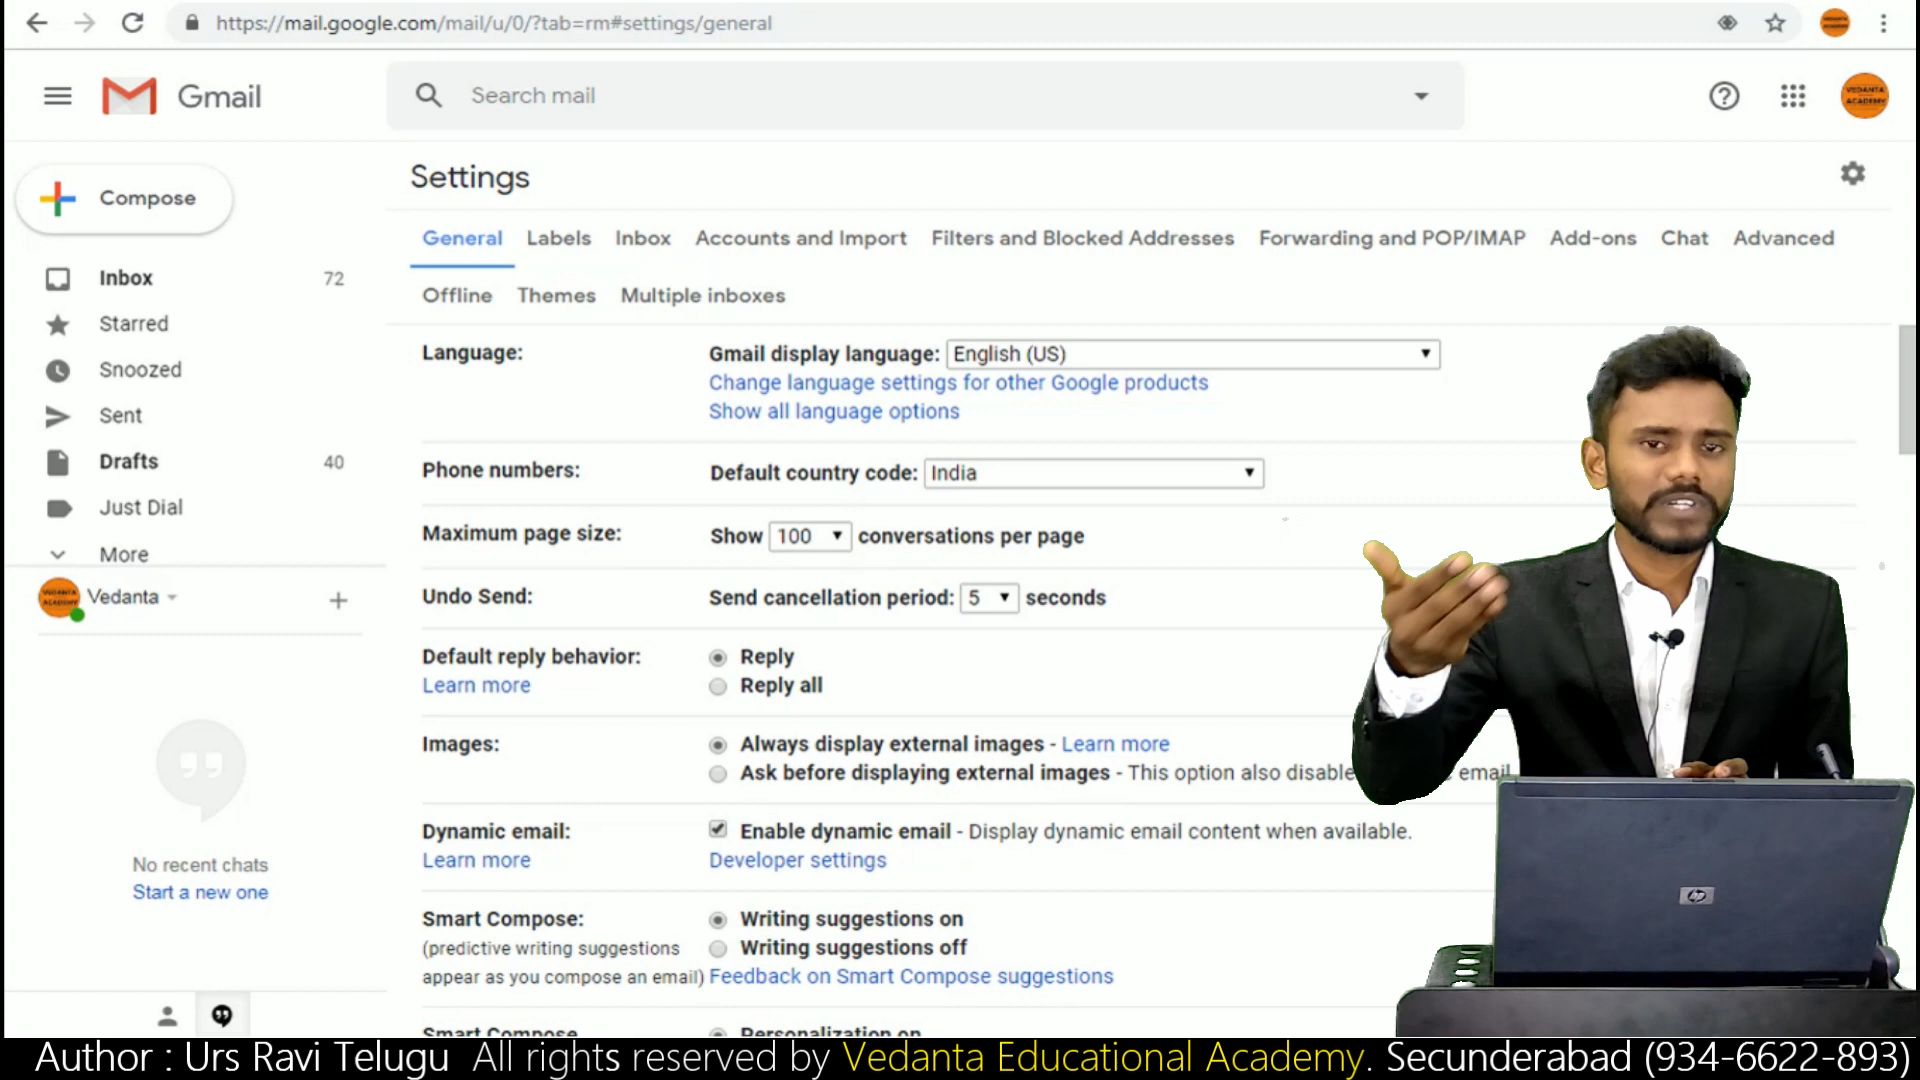 https://mail.google.com/mail/u/0/?tab=rm#settings/general
Gmail
Search mail
VEDANTA
ACADEMY
Compose
Settings
General Labels Inbox Accounts and Import Filters and Blocked Addresses Forwarding and POP/IMAP Add-ons Chat Advanced
Offline Themes Multiple inboxes
Inbox 72
Starred
Snoozed
Sent
Drafts 40
Just Dial
More
Vedanta
No recent chats
Start a new one
Language: Gmail display language: English (US)
Change language settings for other Google products
Show all language options
Phone numbers: Default country code: India
Maximum page size: Show 100 conversations per page
Undo Send: Send cancellation period: 5 seconds
Default reply behavior: Reply
Learn more Reply all
Images: Always display external images - Learn more
Ask before displaying external images - This option also disable email
Dynamic email: Enable dynamic email - Display dynamic email content when available.
Learn more Developer settings
Smart Compose: Writing suggestions on
(predictive writing suggestions Writing suggestions off
appear as you compose an email) Feedback on Smart Compose suggestions
Smart Compose Personalization on
hp
Author : Urs Ravi Telugu All rights reserved by Vedanta Educational Academy. Secunderabad (934-6622-893)